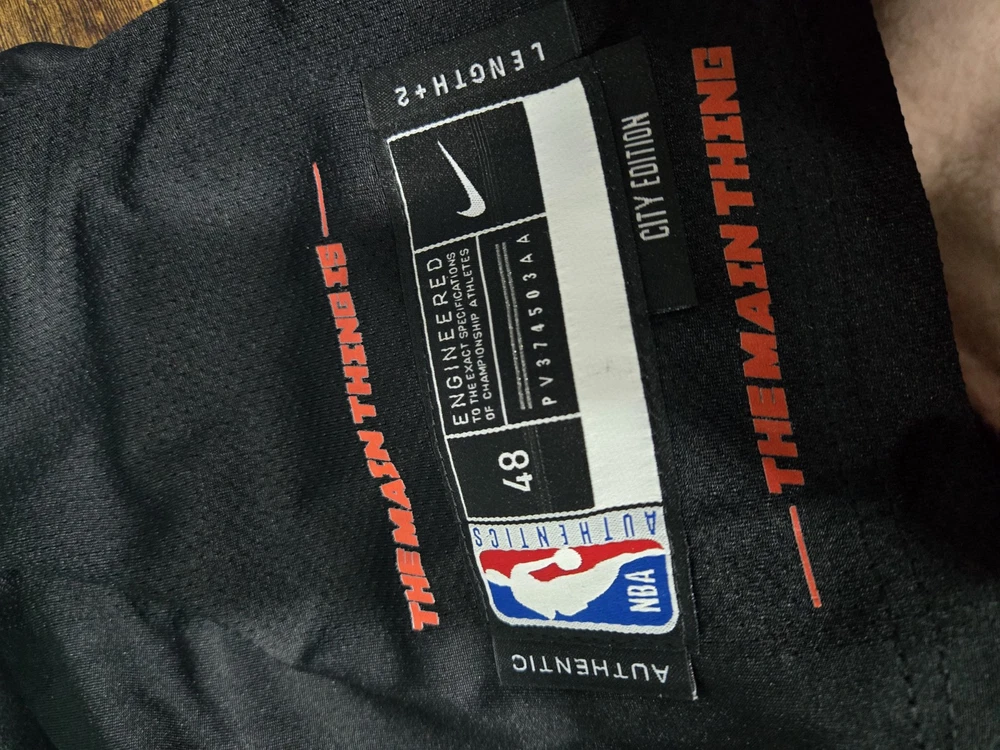 LENGTH+2
ENGINEERED
TO THE EXACT SPECIFICATIONS
OF CHAMPIONSHIP ATHLETES
PV374503AA
48
AUTHENTICS
NBA
AUTHENTIC
CITY EDITION
THE MAIN THING IS —
— THE MAIN THING